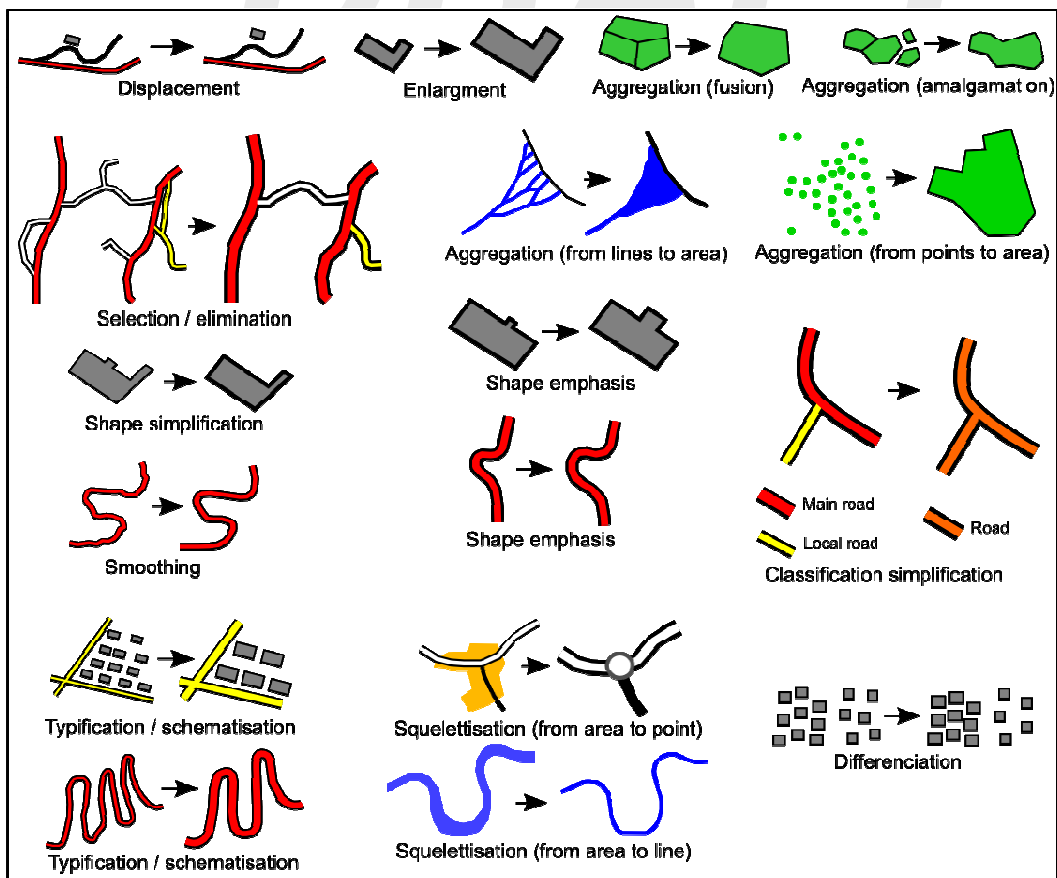 Displacement
Enlargment
Aggregation (fusion)
Aggregation (amalgamation)
Selection / elimination
Aggregation (from lines to area)
Aggregation (from points to area)
Shape simplification
Shape emphasis
Smoothing
Shape emphasis
Main road
Local road
Road
Classification simplification
Typification / schematisation
Squelettisation (from area to point)
Differenciation
Typification / schematisation
Squelettisation (from area to line)